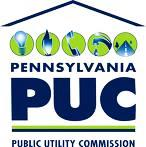 PENNSYLVANIA
PUC
PUBLIC UTILITY COMMISSION